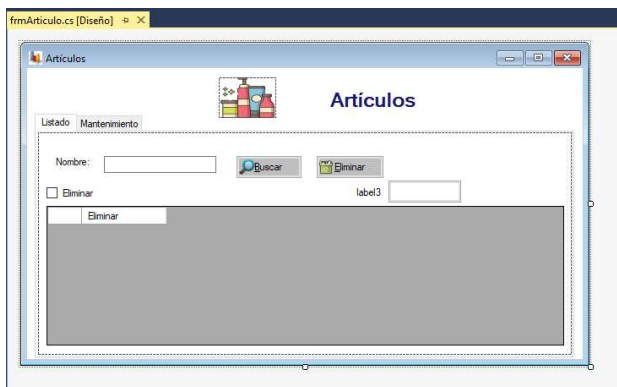 frmArticulo.cs [Diseño]
Artículos
Artículos
Listado Mantenimiento
Nombre: Buscar Eliminar
Eliminar label3
Eliminar